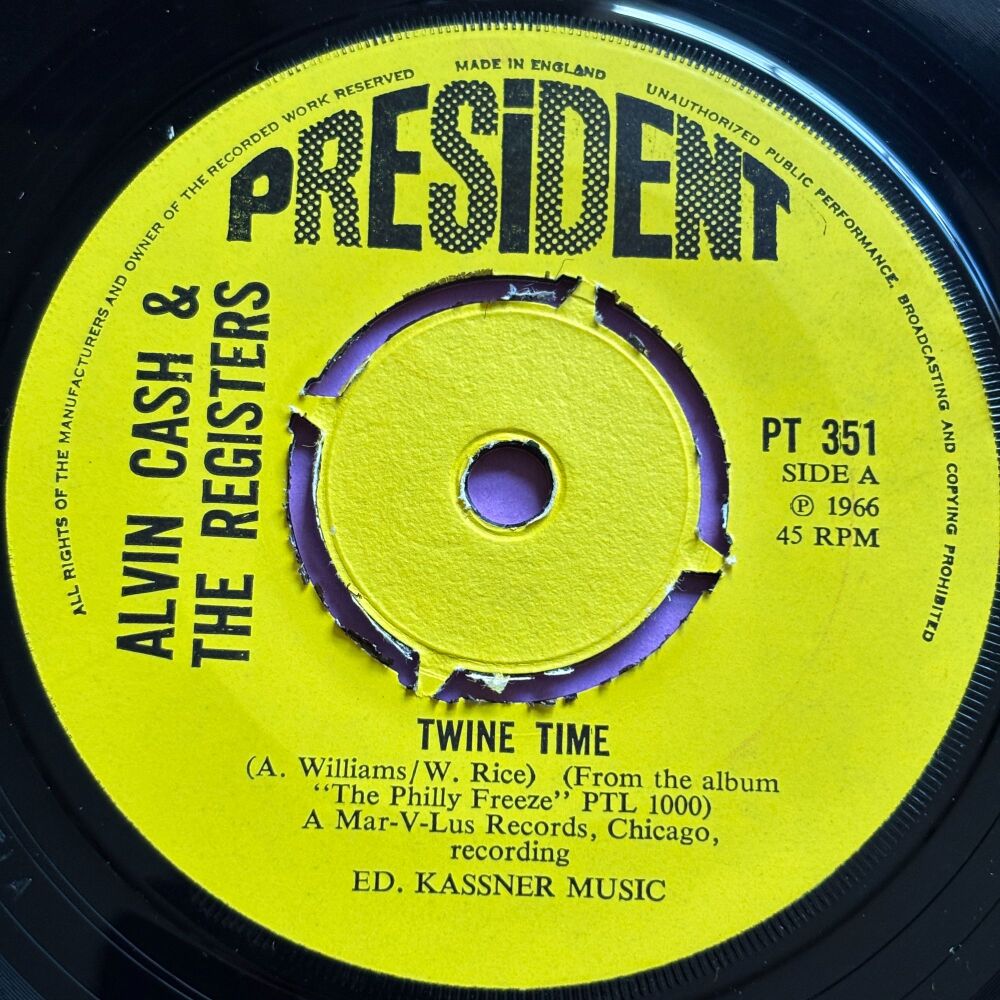 ALL RIGHTS OF THE MANUFACTURERS AND OWNER OF THE RECORDED WORK RESERVED
MADE IN ENGLAND
UNAUTHORIZED PUBLIC PERFORMANCE, BROADCASTING AND COPYING PROHIBITED
PRESiDENT
ALVIN CASH &
THE REGISTERS
PT 351
SIDE A
℗ 1966
45 RPM
TWINE TIME
(A. Williams/W. Rice) (From the album
“The Philly Freeze” PTL 1000)
A Mar-V-Lus Records, Chicago,
recording
ED. KASSNER MUSIC